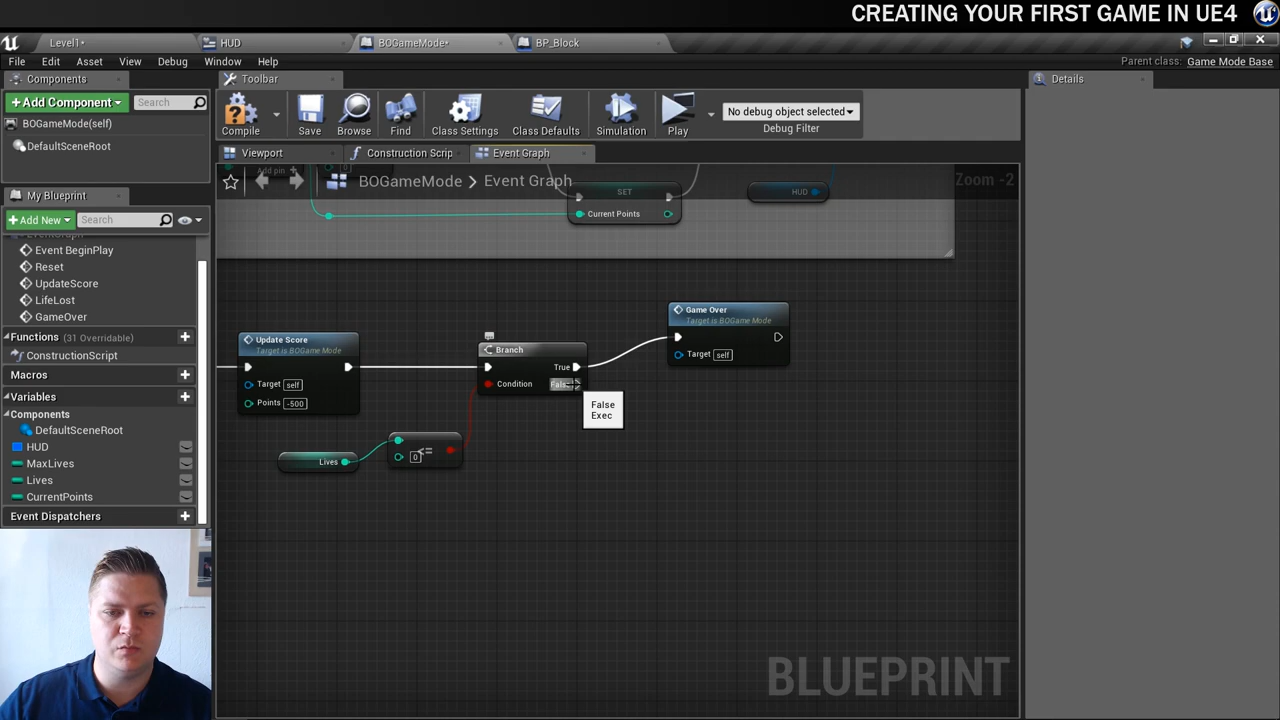 CREATING YOUR FIRST GAME IN UE4
Level1*
HUD
BOGameMode*
BP_Block
File Edit Asset View Debug Window Help
Parent class: Game Mode Base
Components
Toolbar
Details
+Add Component
Search
Compile
Save
Browse
Find
Class Settings
Class Defaults
Simulation
Play
No debug object selected
Debug Filter
BOGameMode(self)
DefaultSceneRoot
Viewport
Construction Scrip
Event Graph
BOGameMode > Event Graph
Zoom -2
Add pin
SET
HUD
Current Points
My Blueprint
+Add New
Search
Event BeginPlay
Reset
UpdateScore
LifeLost
GameOver
Functions (31 Overridable)
ConstructionScript
Macros
Variables
Components
DefaultSceneRoot
HUD
MaxLives
Lives
CurrentPoints
Event Dispatchers
Update Score
Target is BOGame Mode
Target self
Points -500
Lives
0
<=
Branch
True
Condition
False
Exec
Game Over
Target is BOGame Mode
Target self
BLUEPRINT